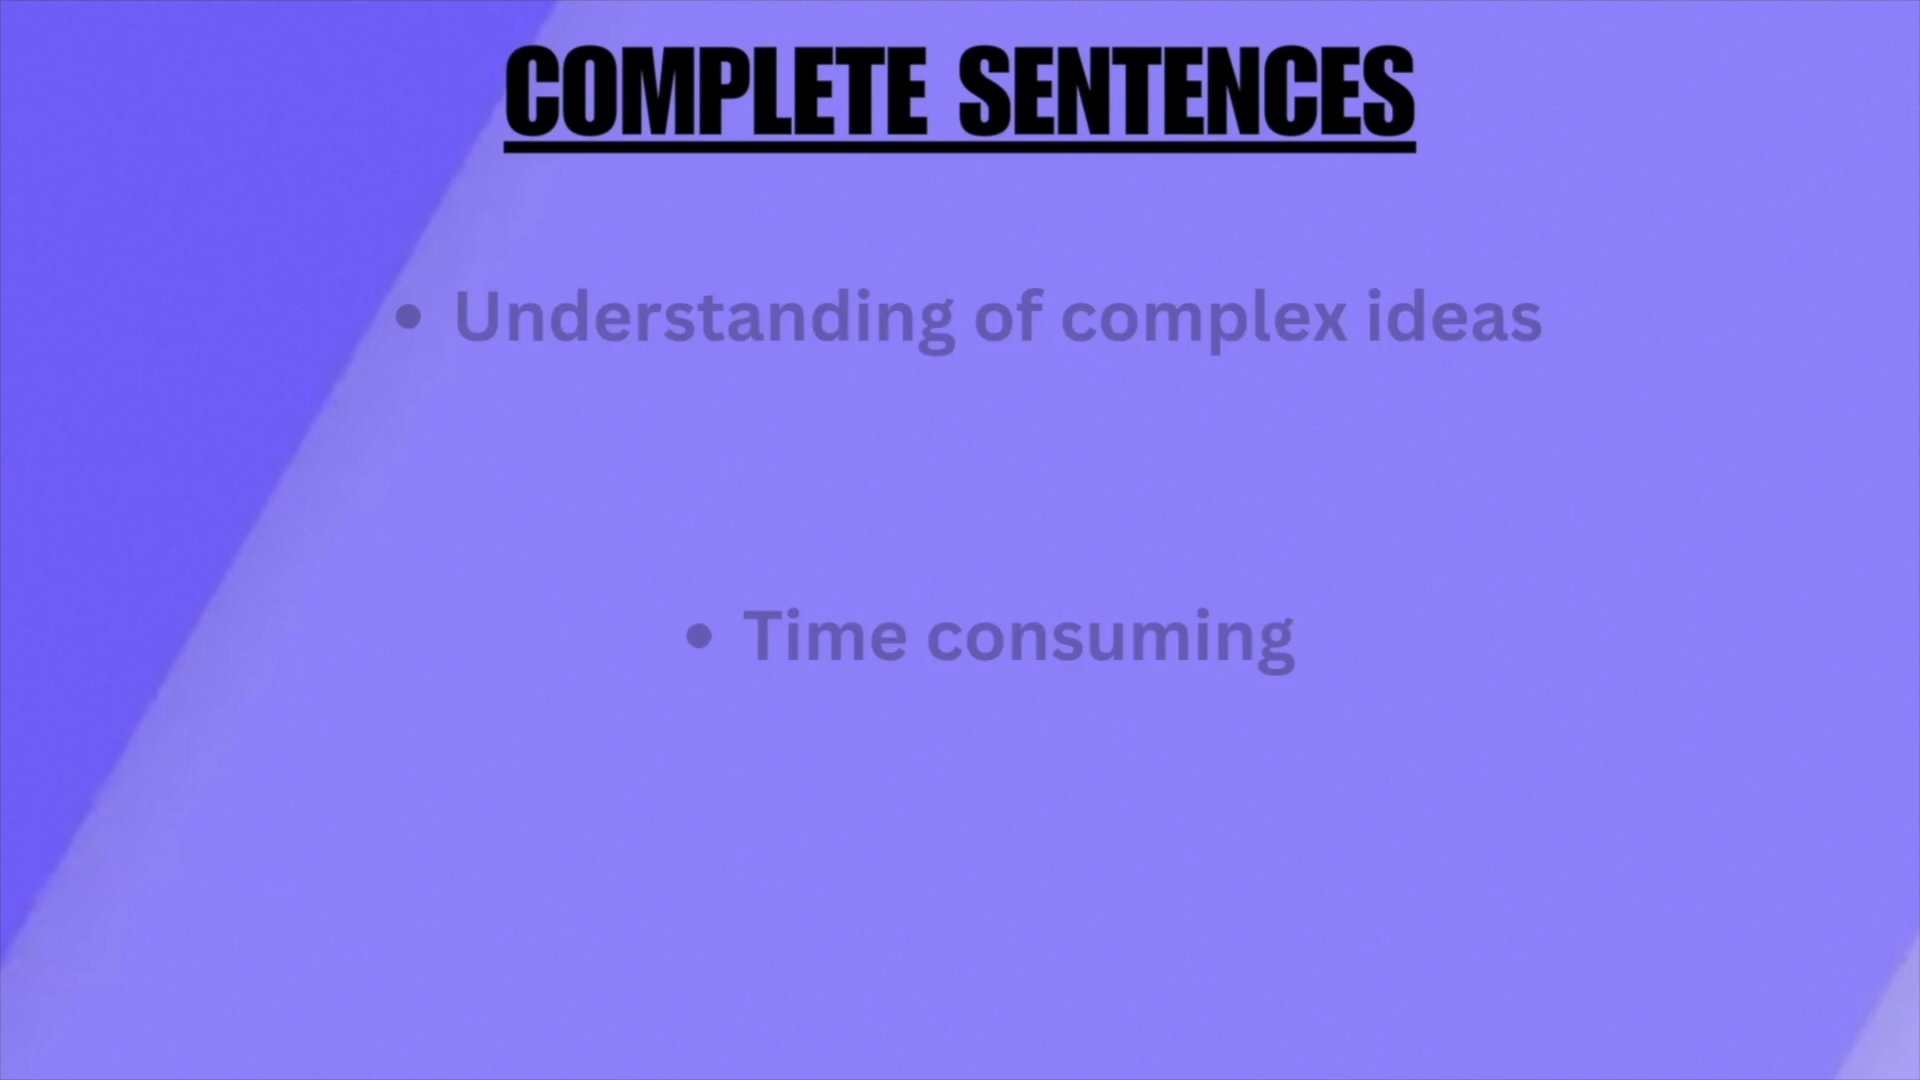 COMPLETE SENTENCES
• Understanding of complex ideas
• Time consuming